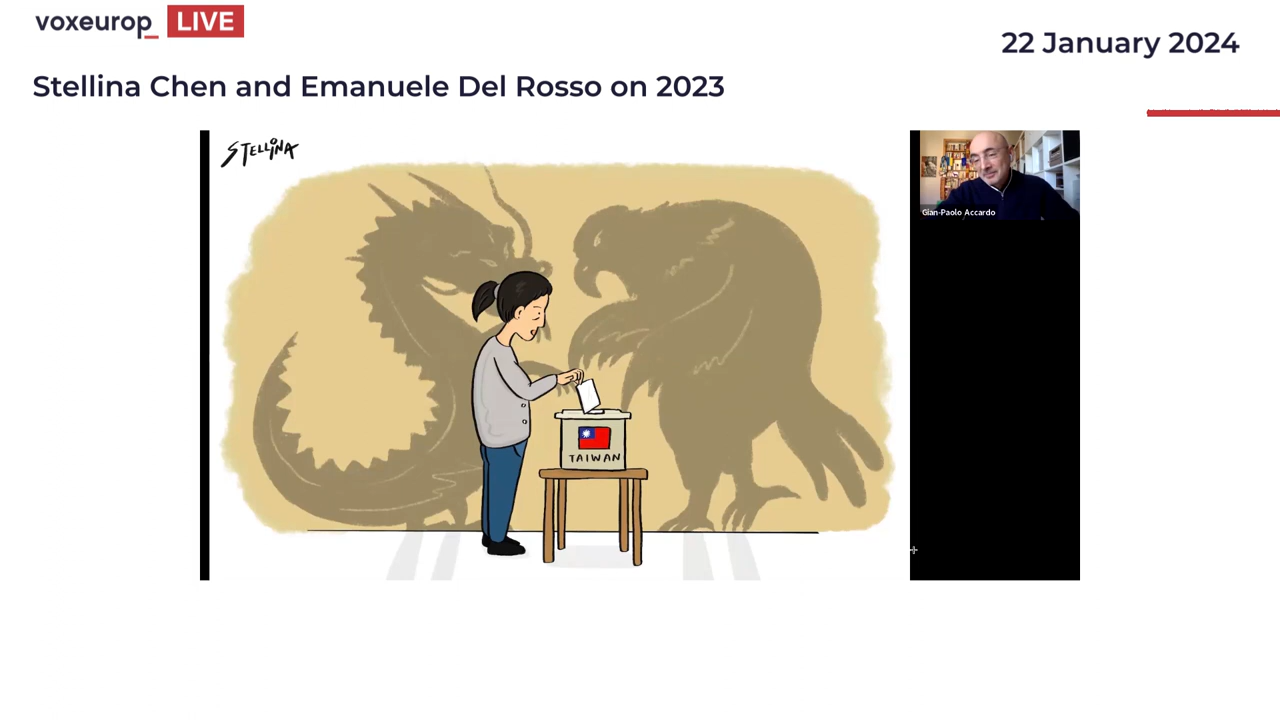 voxeurop_ LIVE
22 January 2024
Stellina Chen and Emanuele Del Rosso on 2023
STELLINA
Gian-Paolo Accardo
TAIWAN